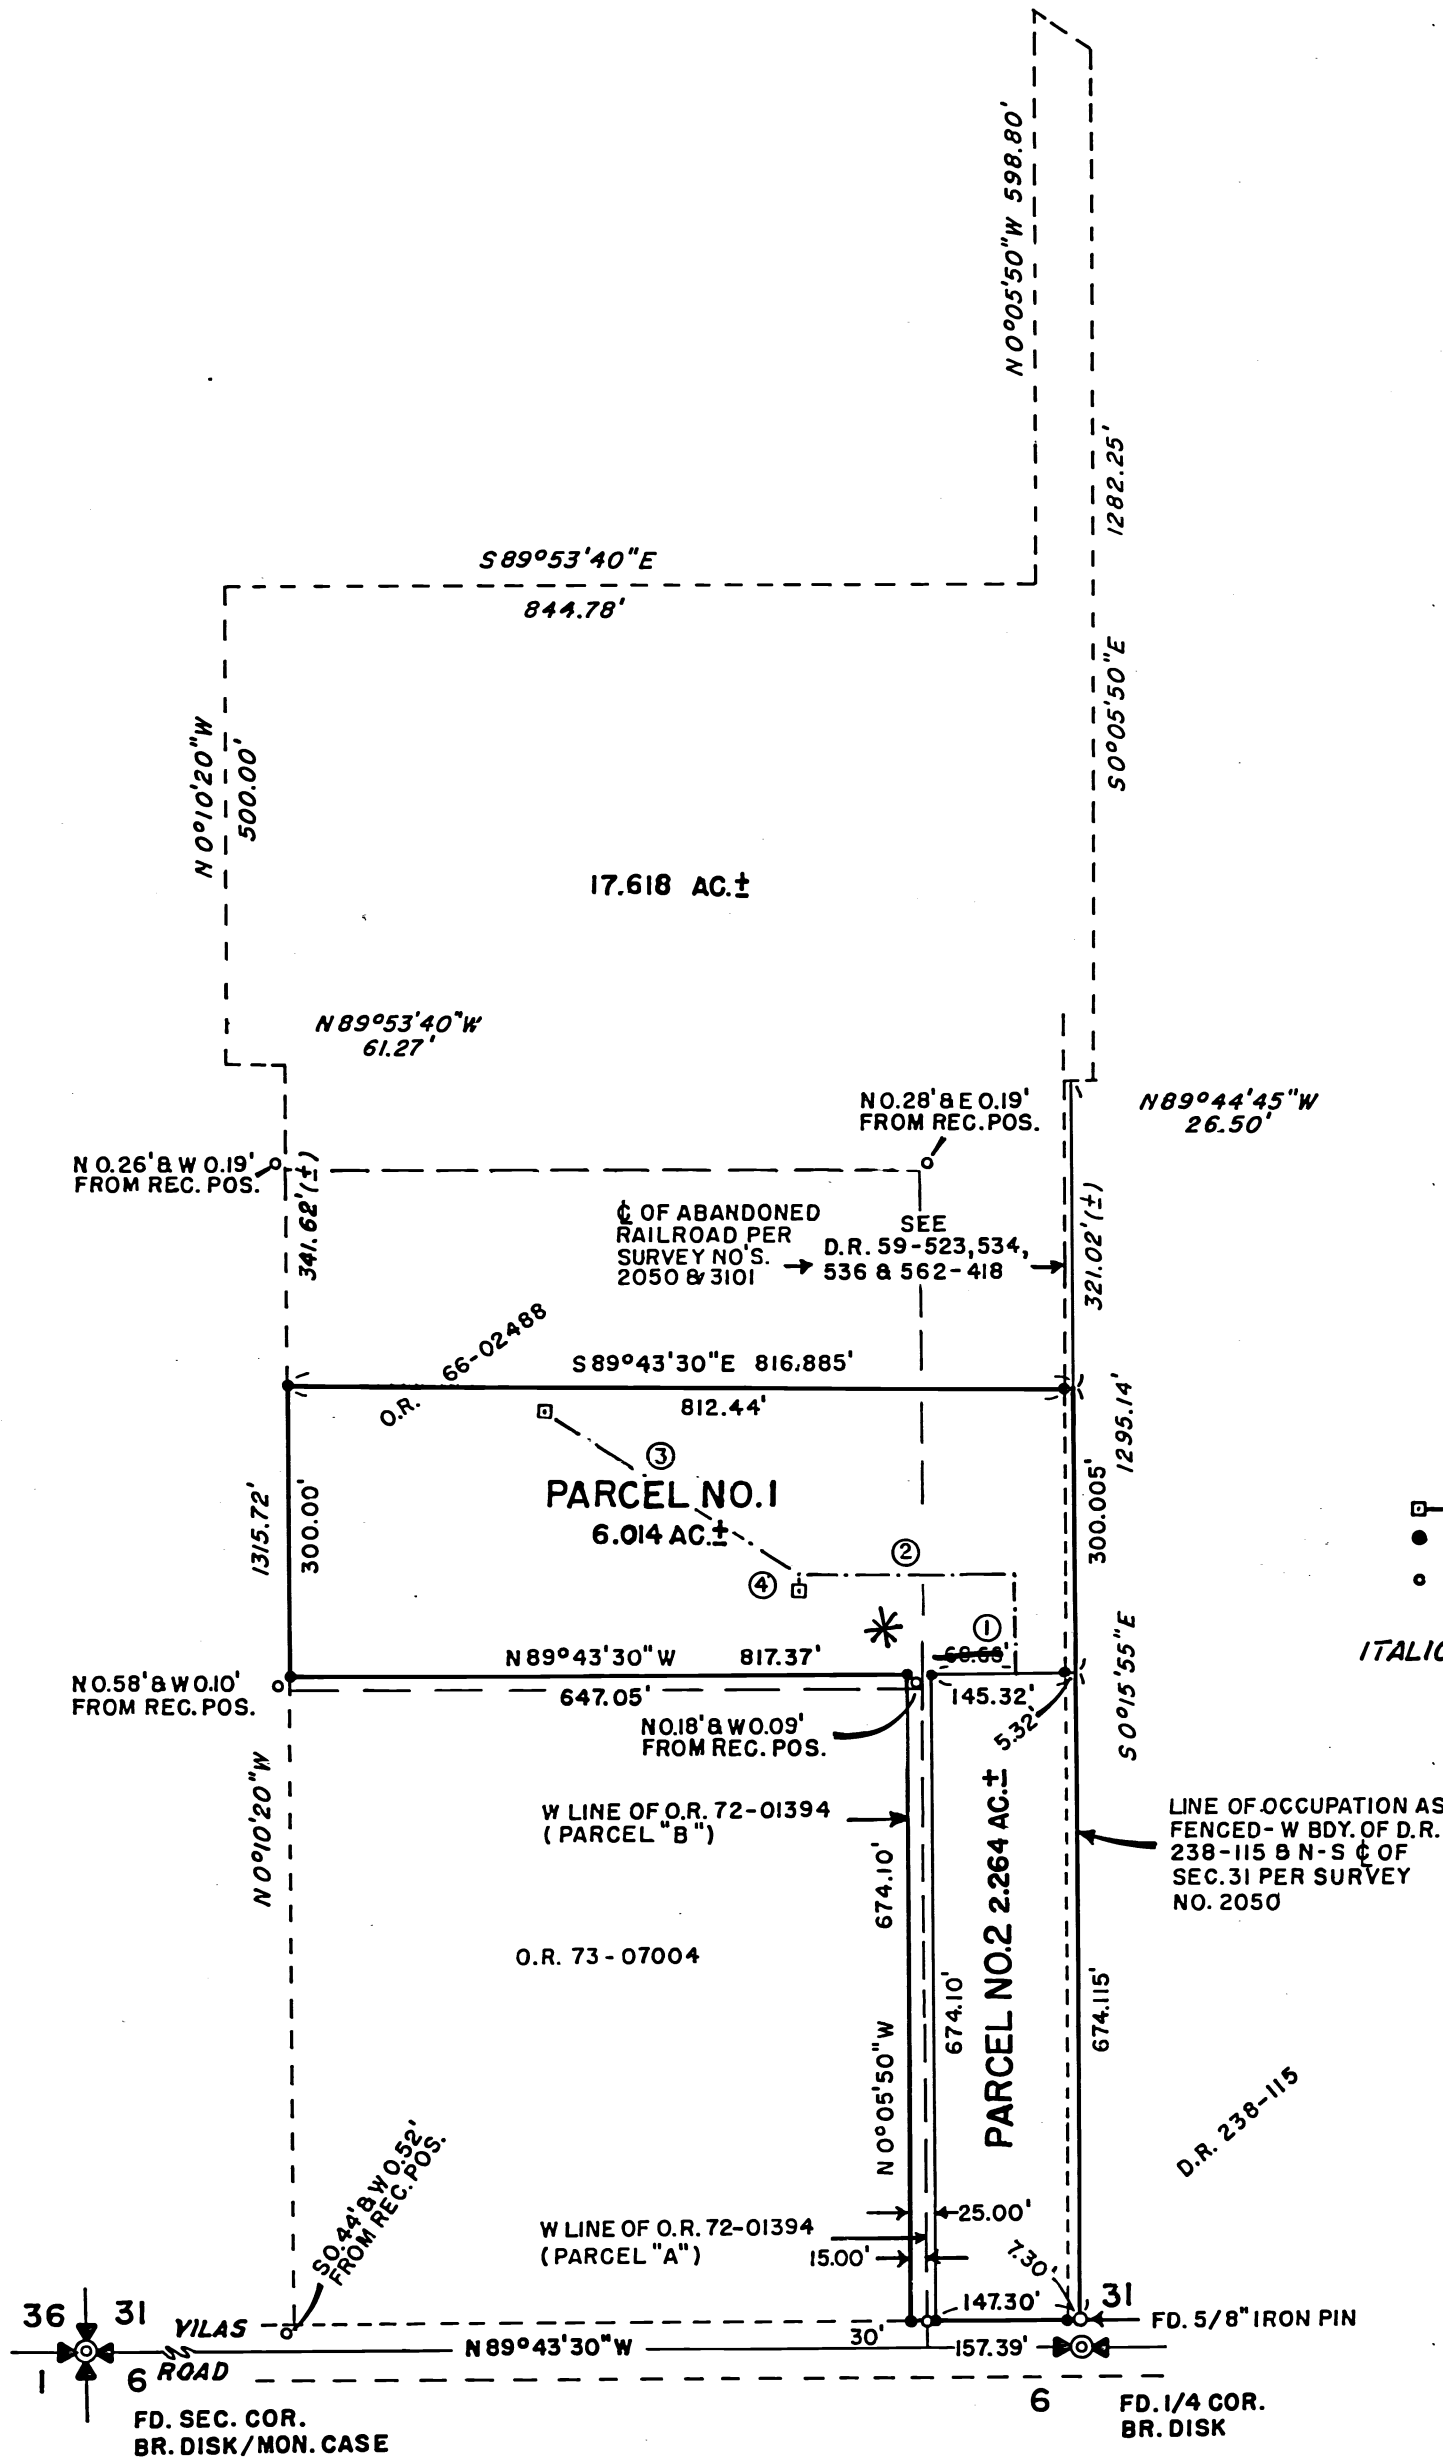 N 0°05'50"W 598.80'
1282.25'
S 0°05'50"E
S 89°53'40"E
844.78'
N 0°10'20"W
500.00'
17.618 AC.±
N 89°53'40"W
61.27'
N 0.28' & E 0.19'
FROM REC. POS.
N 89°44'45"W
26.50'
N 0.26' & W 0.19'
FROM REC. POS.
341.62'(±)
℄ OF ABANDONED
RAILROAD PER
SURVEY NO'S.
2050 & 3101
SEE
D.R. 59-523,534,
536 & 562-418
321.02'(±)
O.R. 66-02488
S 89°43'30"E 816.885'
812.44'
1295.14'
3
PARCEL NO.1
6.014 AC.±
1315.72'
300.00'
300.005'
2
4
1
ITALIC
S 0°15'55"E
N 89°43'30"W 817.37'
68.68'
N 0.58' & W 0.10'
FROM REC. POS.
647.05'
145.32'
5.32'
N 0.18' & W 0.09'
FROM REC. POS.
N 0°10'20"W
W LINE OF O.R. 72-01394
(PARCEL "B")
674.10'
PARCEL NO.2 2.264 AC.±
LINE OF OCCUPATION AS
FENCED - W BDY. OF D.R.
238-115 & N-S ℄ OF
SEC. 31 PER SURVEY
NO. 2050
O.R. 73-07004
674.10'
674.115'
N 0°05'50"W
D.R. 238-115
S 0.44' & W 0.52'
FROM REC. POS.
W LINE OF O.R. 72-01394
(PARCEL "A")
25.00'
15.00'
7.30'
147.30'
31
FD. 5/8" IRON PIN
36 31
VILAS
ROAD
N 89°43'30"W
30'
157.39'
1 6
6
FD. SEC. COR.
BR. DISK/MON. CASE
FD. 1/4 COR.
BR. DISK